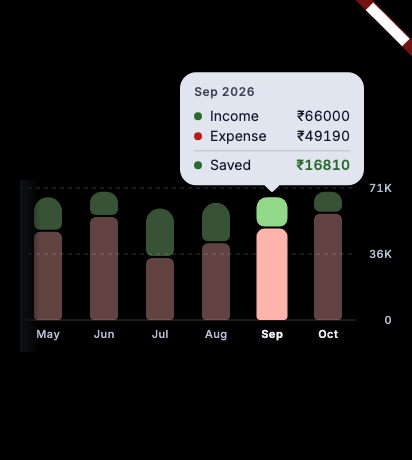 Sep 2026
Income ₹66000
Expense ₹49190
Saved ₹16810
71K
36K
0
May Jun Jul Aug Sep Oct